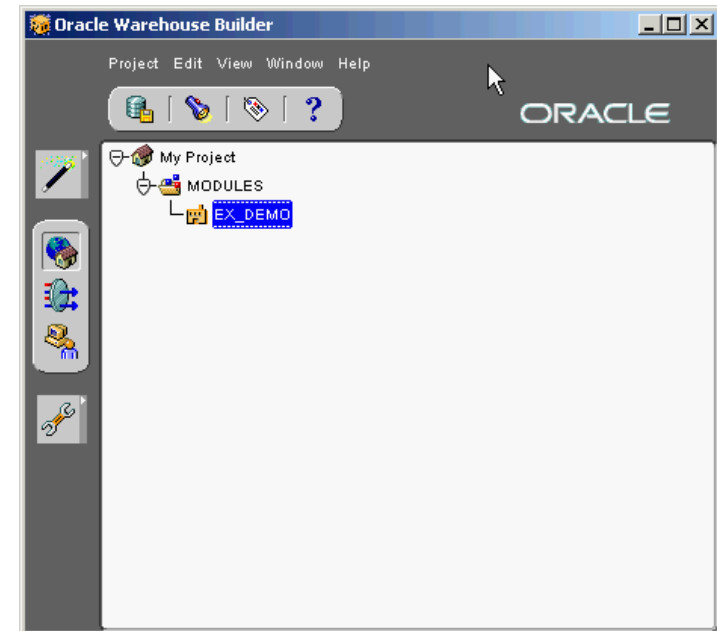 Oracle Warehouse Builder
Project Edit View Window Help
ORACLE
My Project
MODULES
EX_DEMO